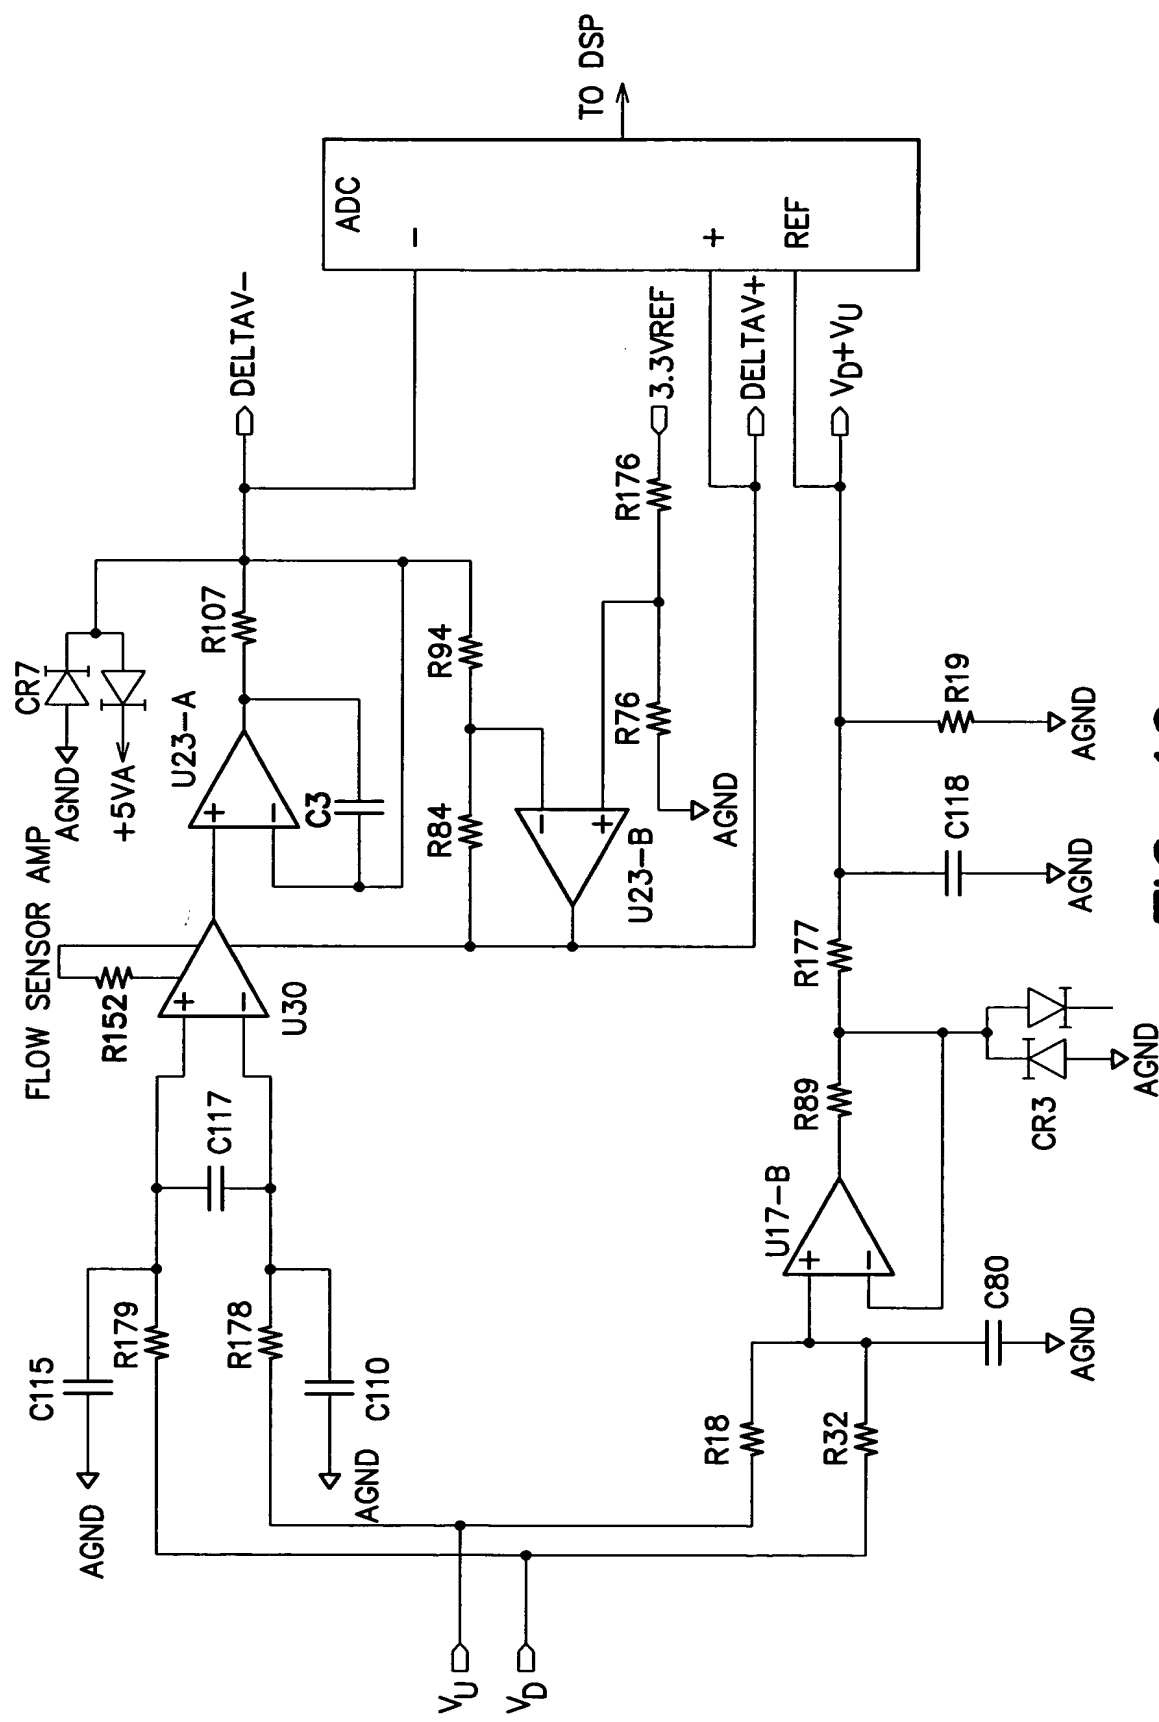 FLOW SENSOR AMP
AGND
CR7
+5VA
U23-A
R107
DELTAV-
C115
R179
C117
R152
+
-
U30
+
-
C3
R178
C110
AGND
R84
R94
-
+
U23-B
R76
R176
3.3VREF
AGND
DELTAV+
ADC
-
+
REF
TO DSP
AGND
VU
VD
R18
R32
U17-B
+
-
R89
R177
VD+VU
C80
AGND
CR3
AGND
C118
AGND
R19
AGND